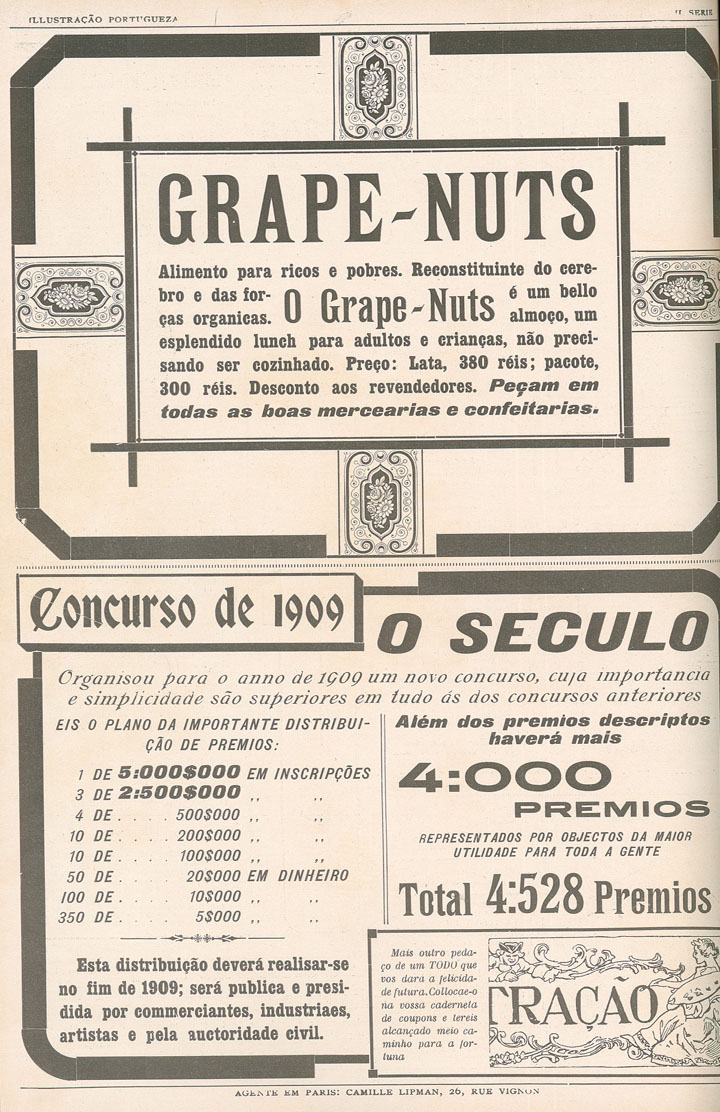 ILLUSTRAÇÃO PORTUGUEZA
II SERIE
GRAPE-NUTS
Alimento para ricos e pobres. Reconstituinte do cere-
bro e das for-
ças organicas.
O Grape-Nuts
é um bello
almoço, um
esplendido lunch para adultos e crianças, não preci-
sando ser cozinhado. Preço: Lata, 380 réis; pacote,
300 réis. Desconto aos revendedores. Peçam em
todas as boas mercearias e confeitarias.
Concurso de 1909
O SECULO
Organisou para o anno de 1909 um novo concurso, cuja importancia
e simplicidade são superiores em tudo ás dos concursos anteriores
EIS O PLANO DA IMPORTANTE DISTRIBUI-
ÇÃO DE PREMIOS:
1 DE 5:000$000 EM INSCRIPÇÕES
3 DE 2:500$000 ,, ,,
4 DE. . . . . 500$000 ,, ,,
10 DE. . . . . 200$000 ,, ,,
10 DE. . . . . 100$000 ,, ,,
50 DE. . . . . 20$000 EM DINHEIRO
100 DE. . . . . 10$000 ,, ,,
350 DE. . . . . 5$000 ,, ,,
Esta distribuição deverá realisar-se
no fim de 1909; será publica e presi-
dida por commerciantes, industriaes,
artistas e pela auctoridade civil.
Além dos premios descriptos
haverá mais
4:000
PREMIOS
REPRESENTADOS POR OBJECTOS DA MAIOR
UTILIDADE PARA TODA A GENTE
Total 4:528 Premios
Mais outro peda-
ço de um TODO que
vos dara a felicida-
de futura. Collocae-o
na vossa caderneta
de coupons e tereis
alcançado meio ca-
minho para a for-
tuna
TRAÇÃO
AGENTE EM PARIS: CAMILLE LIPMAN, 26, RUE VIGNON